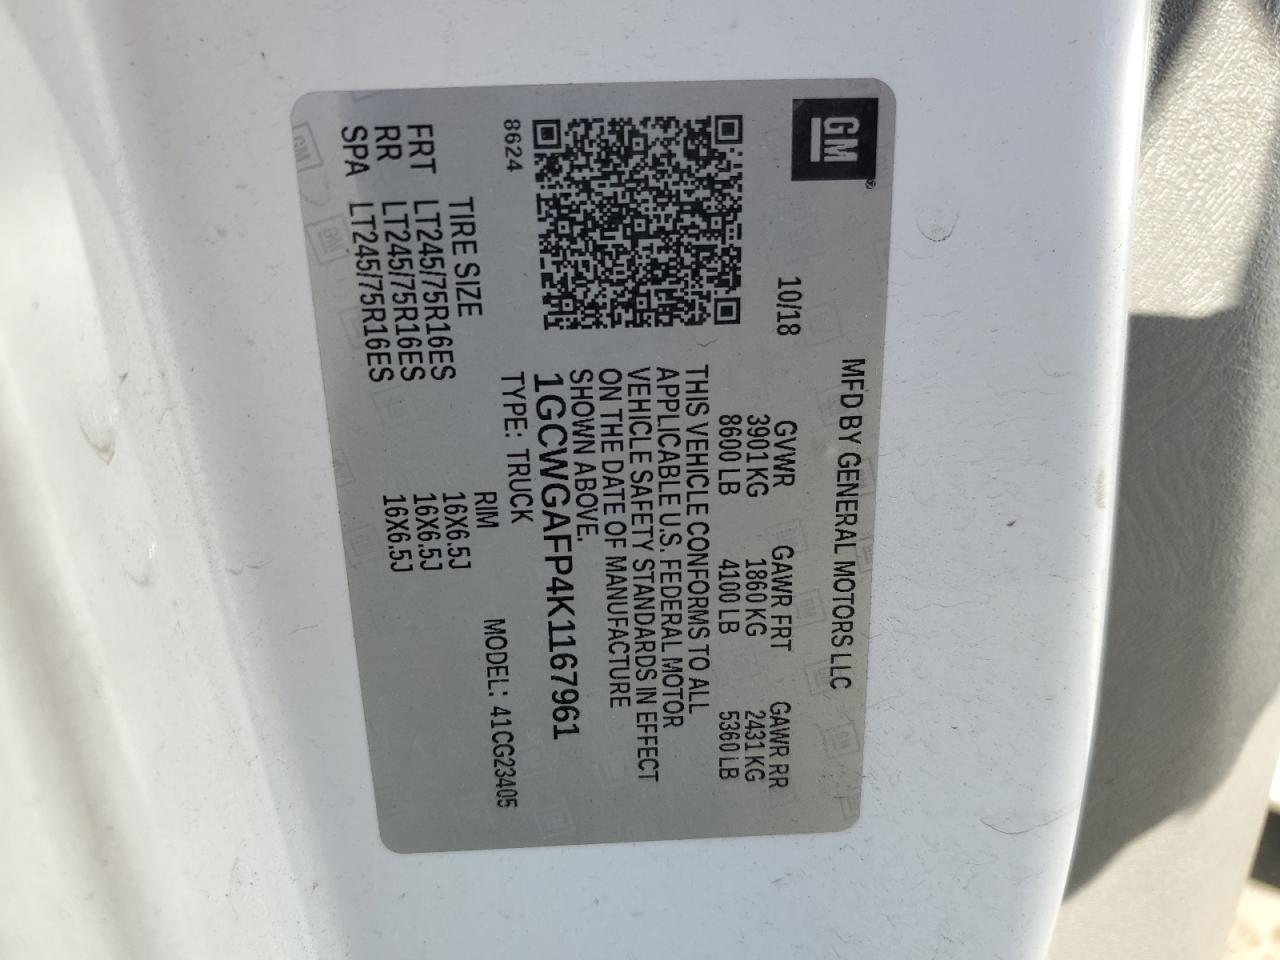 GM
MFD BY GENERAL MOTORS LLC
10/18 GVWR GAWR FRT GAWR RR
3901 KG 1860 KG 2431 KG
8600 LB 4100 LB 5360 LB
THIS VEHICLE CONFORMS TO ALL
APPLICABLE U.S. FEDERAL MOTOR
VEHICLE SAFETY STANDARDS IN EFFECT
ON THE DATE OF MANUFACTURE
SHOWN ABOVE.
1GCWGAFP4K1167961
8624 TYPE: TRUCK MODEL: 41CG23405
TIRE SIZE RIM
FRT LT245/75R16ES 16X6.5J
RR LT245/75R16ES 16X6.5J
SPA LT245/75R16ES 16X6.5J